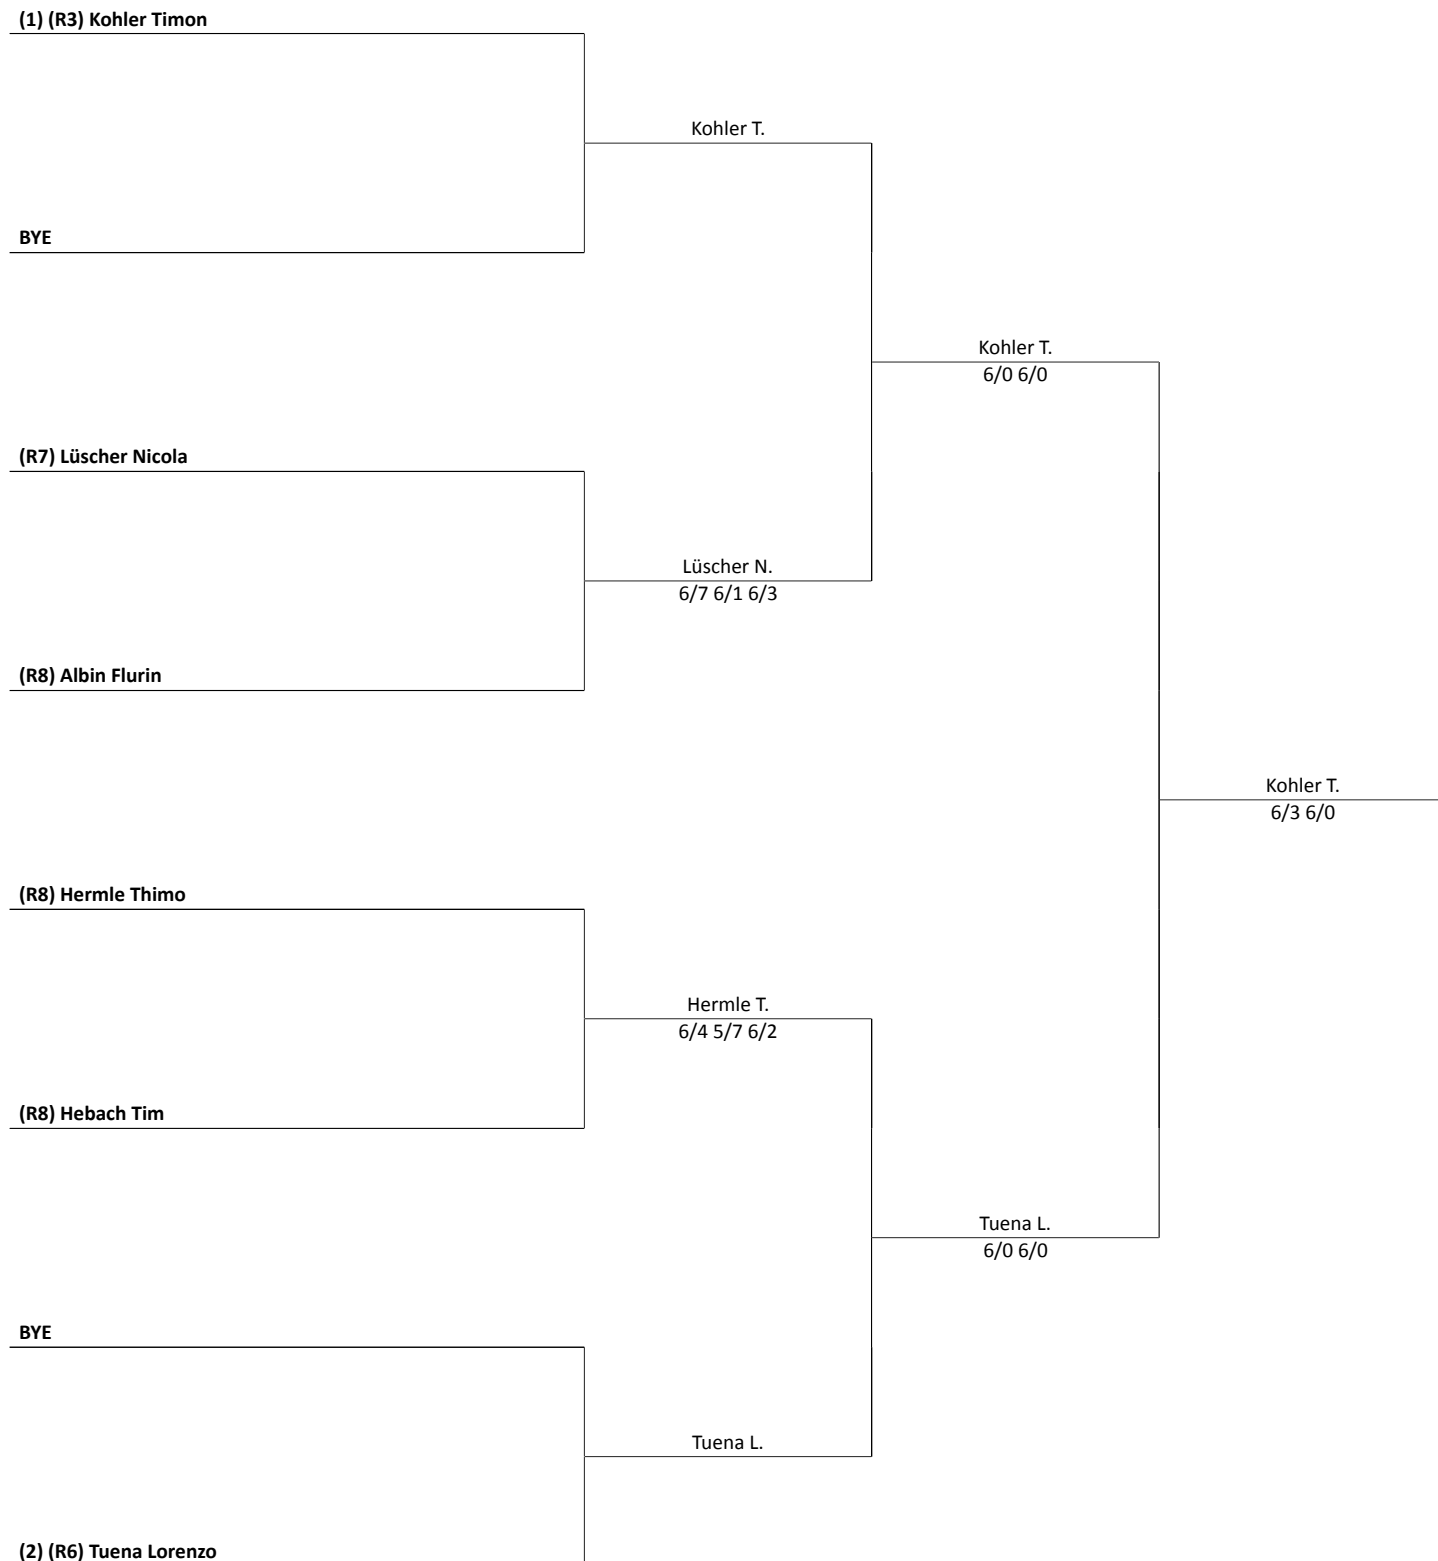 (1) (R3) Kohler Timon
Kohler T.
BYE
Kohler T.
6/0 6/0
(R7) Lüscher Nicola
Lüscher N.
6/7 6/1 6/3
(R8) Albin Flurin
Kohler T.
6/3 6/0
(R8) Hermle Thimo
Hermle T.
6/4 5/7 6/2
(R8) Hebach Tim
Tuena L.
6/0 6/0
BYE
Tuena L.
(2) (R6) Tuena Lorenzo